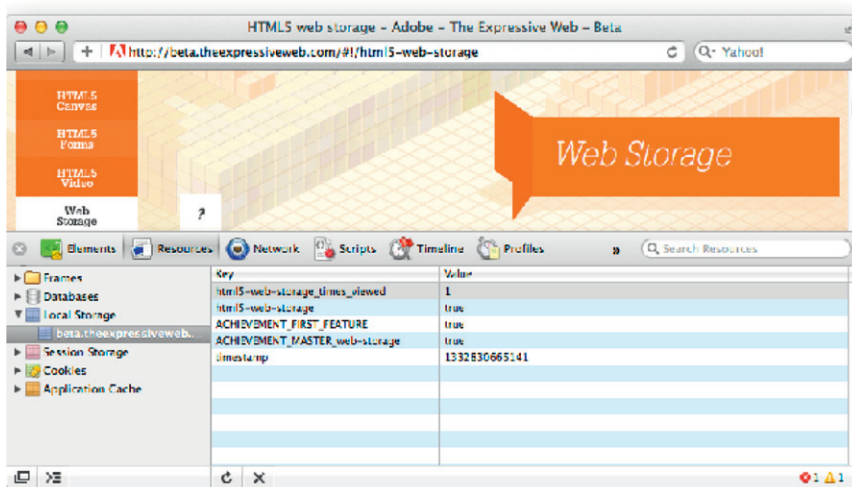 HTML5 web storage – Adobe – The Expressive Web – Beta
http://beta.theexpressiveweb.com/#!/html5-web-storage
Yahoo!
HTML5
Canvas
HTML5
Forms
HTML5
Video
Web
Storage
?
Web Storage
Elements Resources Network Scripts Timeline Profiles » Search Resources
Key Value
Frames
Databases
Local Storage
beta.theexpressiveweb...
Session Storage
Cookies
Application Cache
html5-web-storage_times_viewed 1
html5-web-storage true
ACHIEVEMENT_FIRST_FEATURE true
ACHIEVEMENT_MASTER_web-storage true
timestamp 1332830665141
1 1